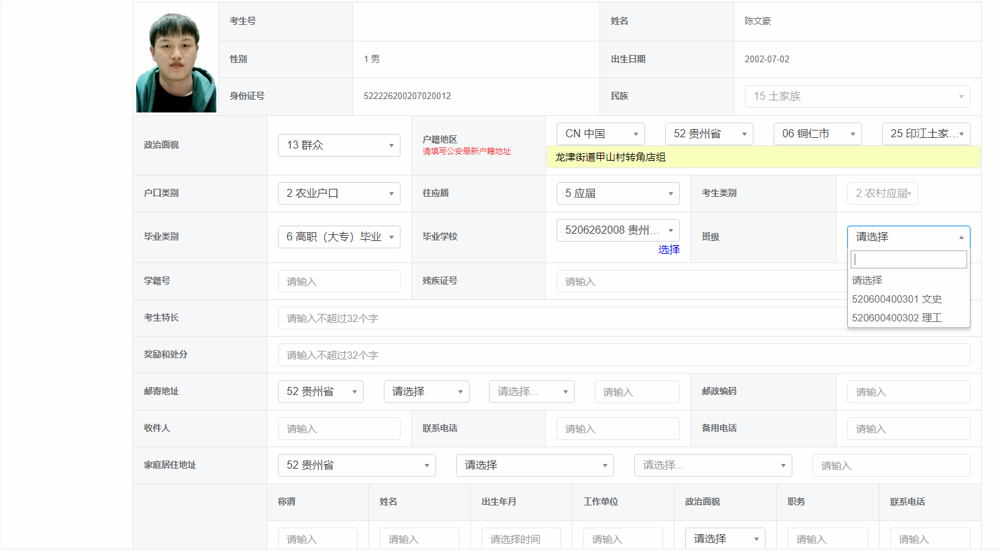 考生号 姓名 陈文豪
性别 1 男 出生日期 2002-07-02
身份证号 522226200207020012 民族 15 土家族
政治面貌 13 群众 户籍地区 CN 中国 52 贵州省 06 铜仁市 25 印江土家...
请填写公安最新户籍地址
龙津街道甲山村转角店组
户口类别 2 农业户口 往应届 5 应届 考生类别 2 农村应届
毕业类别 6 高职（大专）毕业 毕业学校 5206262008 贵州... 班级 请选择
选择
学籍号 请输入 残疾证号 请输入
请选择
520600400301 文史
520600400302 理工
考生特长 请输入不超过32个字
奖励和处分 请输入不超过32个字
邮寄地址 52 贵州省 请选择 请选择... 请输入 邮政编码 请输入
收件人 请输入 联系电话 请输入 备用电话 请输入
家庭居住地址 52 贵州省 请选择 请选择... 请输入
称谓 姓名 出生年月 工作单位 政治面貌 职务 联系电话
请输入 请输入 请选择时间 请输入 请选择 请输入 请输入